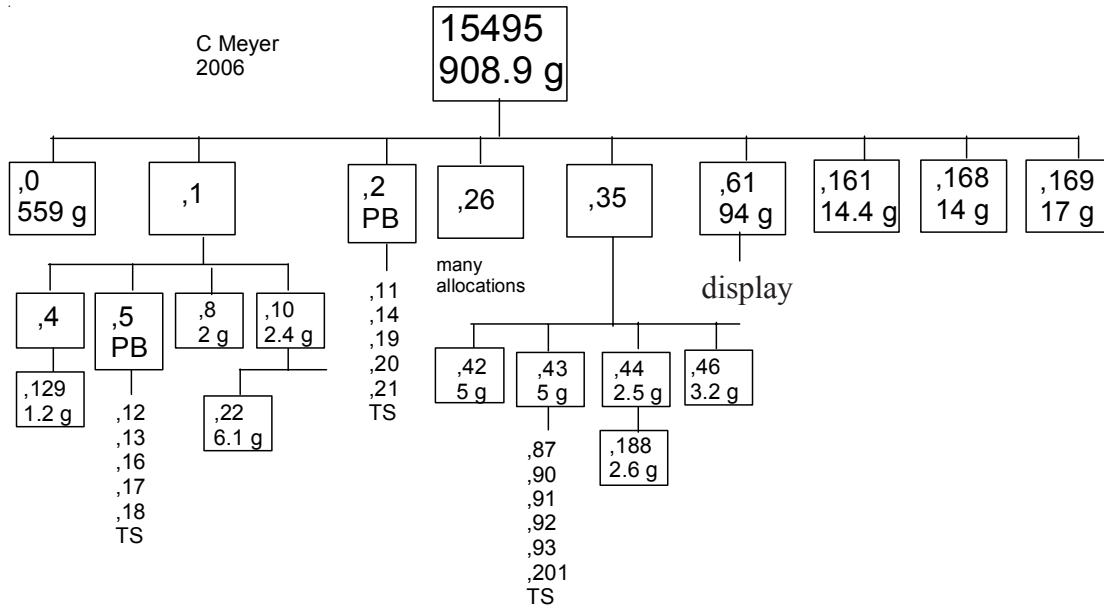 C Meyer
2006
15495
908.9 g
,0
559 g
,1
,2
PB
,26
,35
,61
94 g
,161
14.4 g
,168
14 g
,169
17 g
many
allocations
display
,4
,5
PB
,8
2 g
,10
2.4 g
,11
,14
,19
,20
,21
TS
,42
5 g
,43
5 g
,44
2.5 g
,46
3.2 g
,129
1.2 g
,12
,13
,16
,17
,18
TS
,22
6.1 g
,87
,90
,91
,92
,93
,201
TS
,188
2.6 g